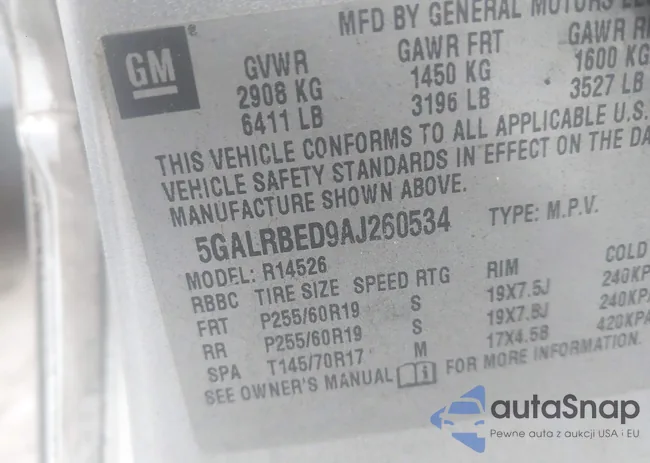 MFD BY GENERAL MOTORS LLC
GM
GVWR GAWR FRT GAWR
2908 KG 1450 KG 1600 KG
6411 LB 3196 LB 3527 LB
THIS VEHICLE CONFORMS TO ALL APPLICABLE U.S.
VEHICLE SAFETY STANDARDS IN EFFECT ON THE DA
MANUFACTURE SHOWN ABOVE.
5GALRBED9AJ260534 TYPE: M.P.V.
MODEL: R14526
RBBC TIRE SIZE SPEED RTG RIM COLD
FRT P255/60R19 S 19X7.5J 240KPA
RR P255/60R19 S 19X7.5J 240KPA
SPA T145/70R17 M 17X4.5B 420KPA
SEE OWNER'S MANUAL FOR MORE INFORMATION.
autaSnap
Pewne auta z aukcji USA i EU